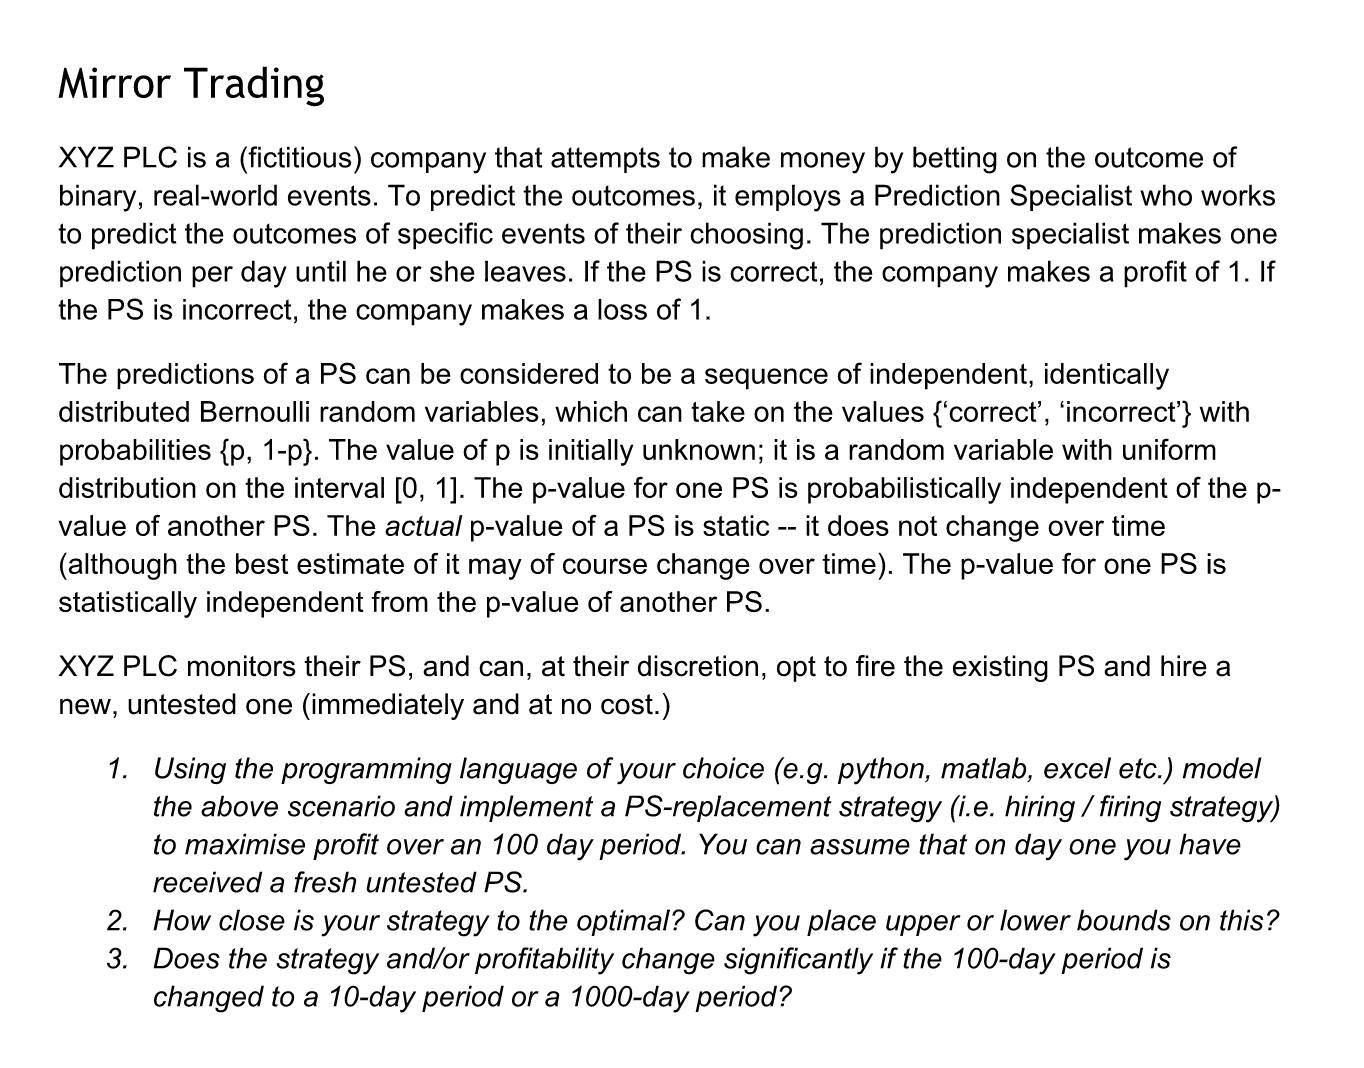 Mirror Trading
XYZ PLC is a (fictitious) company that attempts to make money by betting on the outcome of
binary, real-world events. To predict the outcomes, it employs a Prediction Specialist who works
to predict the outcomes of specific events of their choosing. The prediction specialist makes one
prediction per day until he or she leaves. If the PS is correct, the company makes a profit of 1. If
the PS is incorrect, the company makes a loss of 1.
The predictions of a PS can be considered to be a sequence of independent, identically
distributed Bernoulli random variables, which can take on the values {‘correct’, ‘incorrect’} with
probabilities {p, 1-p}. The value of p is initially unknown; it is a random variable with uniform
distribution on the interval [0, 1]. The p-value for one PS is probabilistically independent of the p-
value of another PS. The actual p-value of a PS is static -- it does not change over time
(although the best estimate of it may of course change over time). The p-value for one PS is
statistically independent from the p-value of another PS.
XYZ PLC monitors their PS, and can, at their discretion, opt to fire the existing PS and hire a
new, untested one (immediately and at no cost.)
1. Using the programming language of your choice (e.g. python, matlab, excel etc.) model
the above scenario and implement a PS-replacement strategy (i.e. hiring / firing strategy)
to maximise profit over an 100 day period. You can assume that on day one you have
received a fresh untested PS.
2. How close is your strategy to the optimal? Can you place upper or lower bounds on this?
3. Does the strategy and/or profitability change significantly if the 100-day period is
changed to a 10-day period or a 1000-day period?